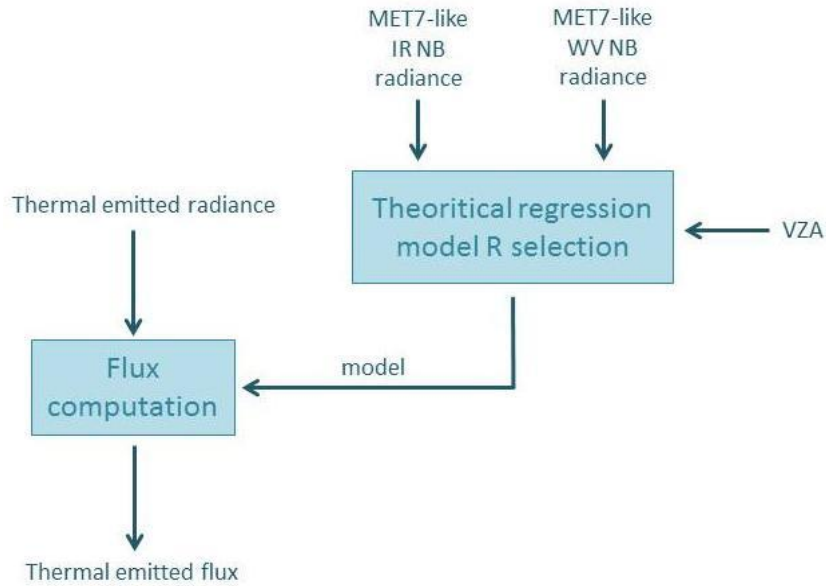 MET7-like
IR NB
radiance
MET7-like
WV NB
radiance
Thermal emitted radiance
Theoritical regression
model R selection
VZA
Flux
computation
model
Thermal emitted flux